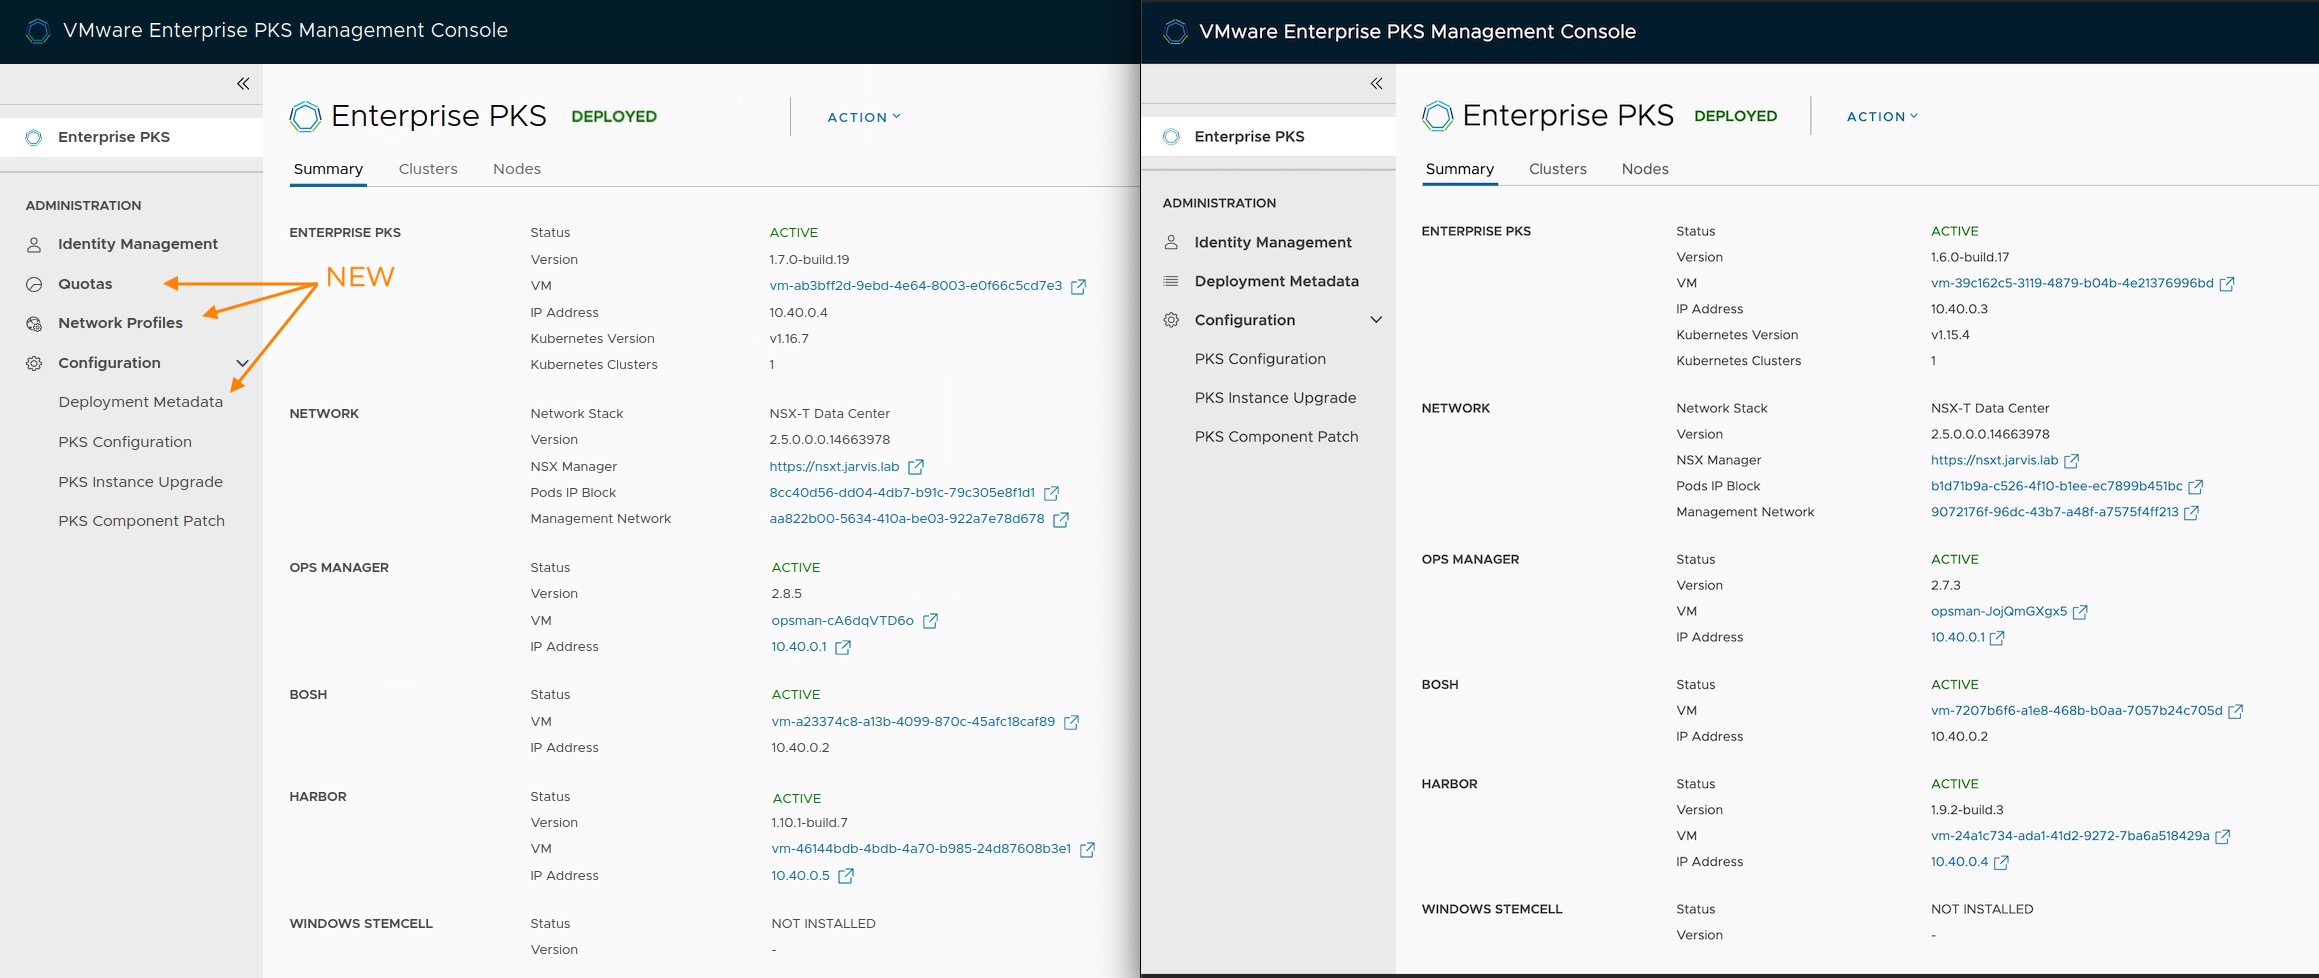 VMware Enterprise PKS Management Console
Enterprise PKS
ADMINISTRATION
Identity Management
Quotas
Network Profiles
Configuration
Deployment Metadata
PKS Configuration
PKS Instance Upgrade
PKS Component Patch
NEW
Enterprise PKS DEPLOYED ACTION
Summary Clusters Nodes
ENTERPRISE PKS Status ACTIVE
Version 1.7.0-build.19
VM vm-ab3bff2d-9ebd-4e64-8003-e0f66c5cd7e3
IP Address 10.40.0.4
Kubernetes Version v1.16.7
Kubernetes Clusters 1
NETWORK Network Stack NSX-T Data Center
Version 2.5.0.0.0.14663978
NSX Manager https://nsxt.jarvis.lab
Pods IP Block 8cc40d56-dd04-4db7-b91c-79c305e8f1d1
Management Network aa822b00-5634-410a-be03-922a7e78d678
OPS MANAGER Status ACTIVE
Version 2.8.5
VM opsman-cA6dqVTD6o
IP Address 10.40.0.1
BOSH Status ACTIVE
VM vm-a23374c8-a13b-4099-870c-45afc18caf89
IP Address 10.40.0.2
HARBOR Status ACTIVE
Version 1.10.1-build.7
VM vm-46144bdb-4bdb-4a70-b985-24d87608b3e1
IP Address 10.40.0.5
WINDOWS STEMCELL Status NOT INSTALLED
Version -
VMware Enterprise PKS Management Console
Enterprise PKS
ADMINISTRATION
Identity Management
Deployment Metadata
Configuration
PKS Configuration
PKS Instance Upgrade
PKS Component Patch
Enterprise PKS DEPLOYED ACTION
Summary Clusters Nodes
ENTERPRISE PKS Status ACTIVE
Version 1.6.0-build.17
VM vm-39c162c5-3119-4879-b04b-4e21376996bd
IP Address 10.40.0.3
Kubernetes Version v1.15.4
Kubernetes Clusters 1
NETWORK Network Stack NSX-T Data Center
Version 2.5.0.0.0.14663978
NSX Manager https://nsxt.jarvis.lab
Pods IP Block b1d71b9a-c526-4f10-b1ee-ec7899b451bc
Management Network 9072176f-96dc-43b7-a48f-a7575f4ff213
OPS MANAGER Status ACTIVE
Version 2.7.3
VM opsman-JojQmGXgx5
IP Address 10.40.0.1
BOSH Status ACTIVE
VM vm-7207b6f6-a1e8-468b-b0aa-7057b24c705d
IP Address 10.40.0.2
HARBOR Status ACTIVE
Version 1.9.2-build.3
VM vm-24a1c734-ada1-41d2-9272-7ba6a518429a
IP Address 10.40.0.4
WINDOWS STEMCELL Status NOT INSTALLED
Version -